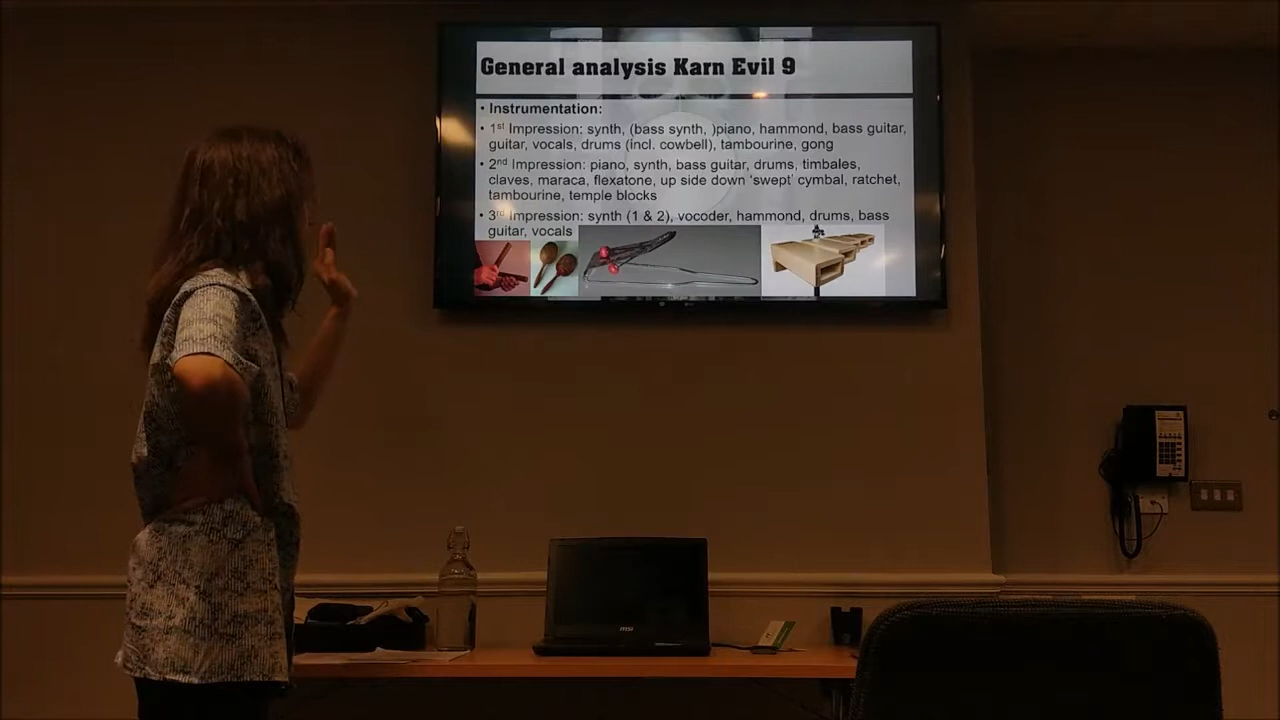 General analysis Karn Evil 9
• Instrumentation:
• 1st Impression: synth, (bass synth, )piano, hammond, bass guitar,
guitar, vocals, drums (incl. cowbell), tambourine, gong
• 2nd Impression: piano, synth, bass guitar, drums, timbales,
claves, maraca, flexatone, up side down ‘swept’ cymbal, ratchet,
tambourine, temple blocks
• 3rd Impression: synth (1 & 2), vocoder, hammond, drums, bass
guitar, vocals
msi